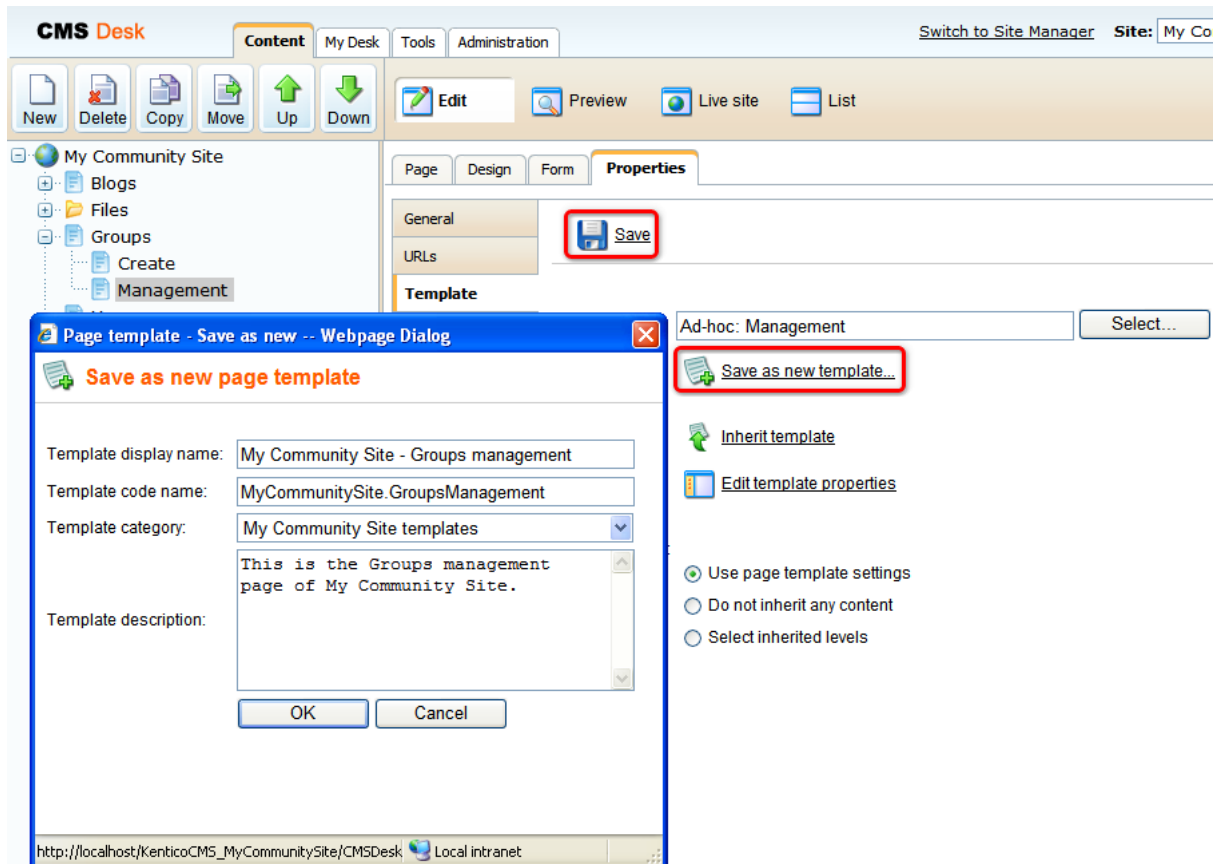 CMS Desk
Content
My Desk
Tools
Administration
Switch to Site Manager
Site: My Co
New
Delete
Copy
Move
Up
Down
Edit
Preview
Live site
List
My Community Site
Blogs
Files
Groups
Create
Management
Page
Design
Form
Properties
General
URLs
Template
Save
Ad-hoc: Management
Select...
Save as new template...
Inherit template
Edit template properties
Use page template settings
Do not inherit any content
Select inherited levels
Page template - Save as new -- Webpage Dialog
Save as new page template
Template display name: My Community Site - Groups management
Template code name: MyCommunitySite.GroupsManagement
Template category: My Community Site templates
Template description:
This is the Groups management
page of My Community Site.
OK
Cancel
http://localhost/KenticoCMS_MyCommunitySite/CMSDesk
Local intranet